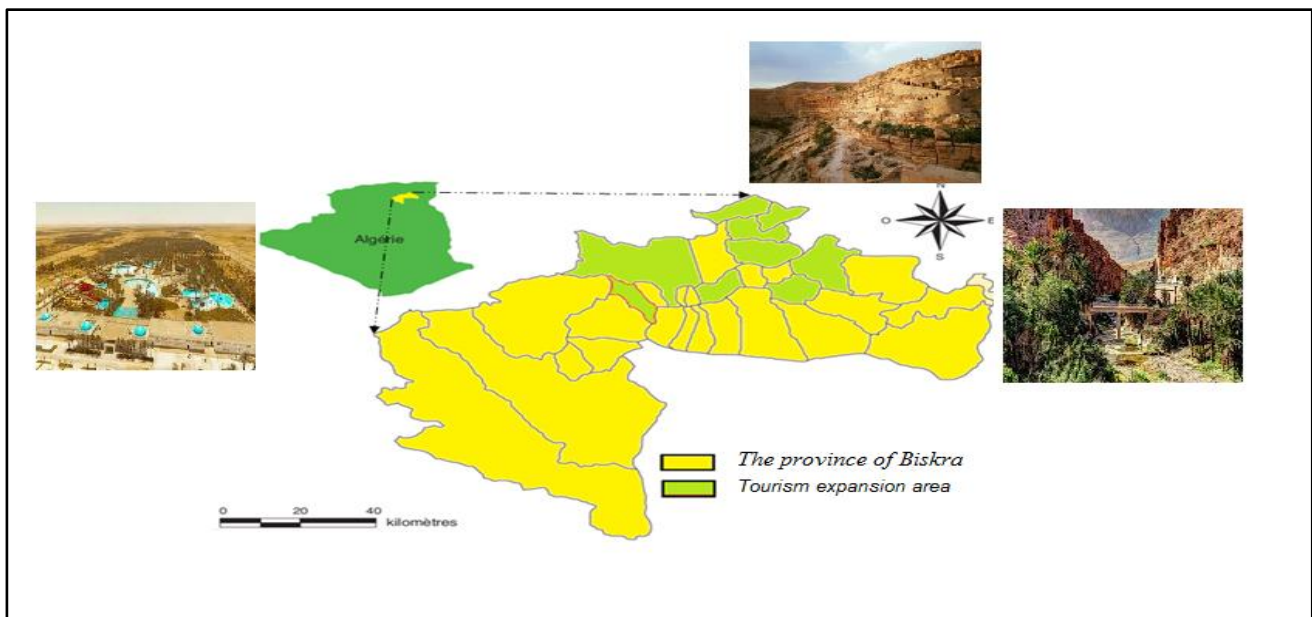 N
O
E
S
Algérie
The province of Biskra
Tourism expansion area
0
20
40
kilomètres